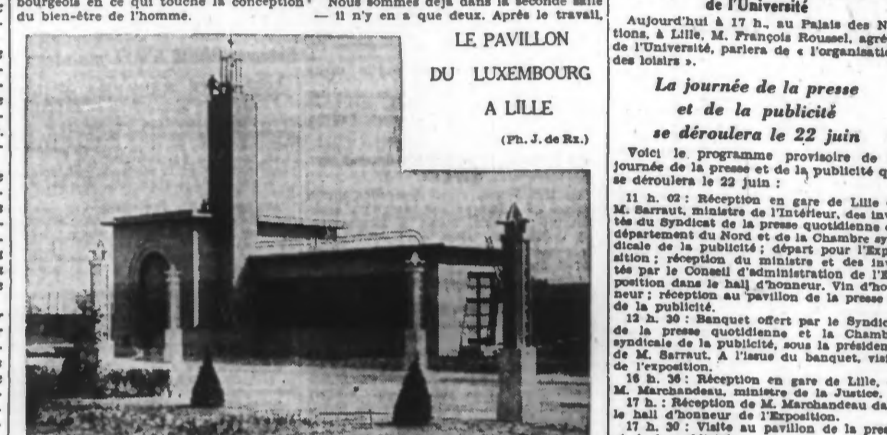 bourgeois en ce qui touche la conception
du bien-être de l'homme.
Nous sommes déjà dans la seconde salle
— il n'y en a que deux. Après le travail,
LE PAVILLON
DU LUXEMBOURG
A LILLE
(Ph. J. de Rx.)
de l'Université
Aujourd'hui à 17 h., au Palais des N
tions, à Lille, M. François Roussel, agré
de l'Université, parlera de « l'organisatio
des loisirs ».
La journée de la presse
et de la publicité
se déroulera le 22 juin
Voici le programme provisoire de
journée de la presse et de la publicité q
se déroulera le 22 juin :
11 h. 02 : Réception en gare de Lille
M. Sarraut, ministre de l'Intérieur, des in
tés du Syndicat de la presse quotidienne
département du Nord et de la Chambre sy
dicale de la publicité ; départ pour l'Exp
sition ; réception du ministre et des in
tés par le Conseil d'administration de l'E
position dans le hall d'honneur. Vin d'ho
neur ; réception au pavillon de la presse
de la publicité.
12 h. 30 : Banquet offert par le Syndic
de la presse quotidienne et la Chamb
syndicale de la publicité, sous la présiden
de M. Sarraut. A l'issue du banquet, visi
de l'exposition.
16 h. 36 : Réception en gare de Lille,
M. Marchandeau, ministre de la Justice.
17 h. : Réception de M. Marchandeau da
le hall d'honneur de l'Exposition.
17 h. 30 : Visite au pavillon de la pres